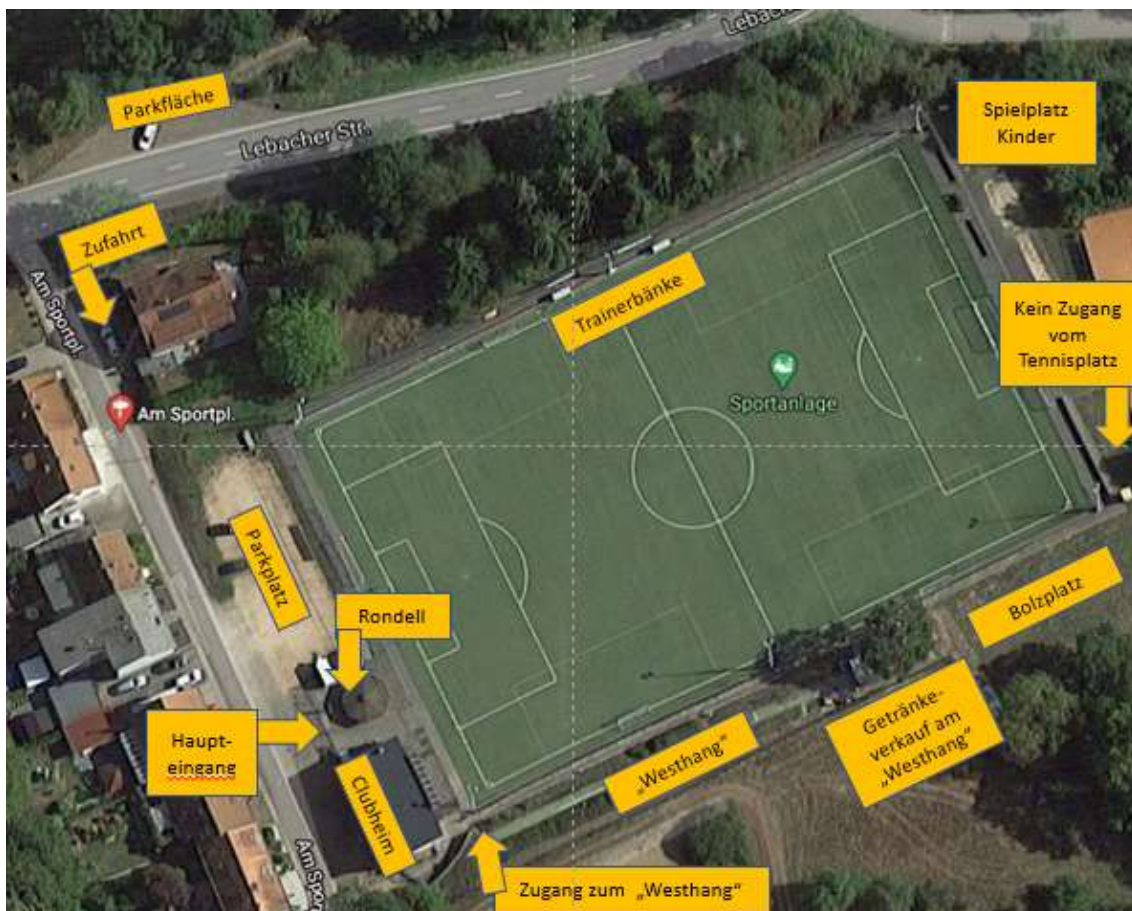 Lebacher
Parkfläche
Lebacher Str.
Spielplatz
Kinder
Zufahrt
Am Sportpl.
Trainerbänke
Kein Zugang
vom
Tennisplatz
Sportanlage
Am Sportpl.
Parkplatz
Rondell
Bolzplatz
Haupt-
eingang
Clubheim
„Westhang“
Getränke-
verkauf am
„Westhang“
Am Spor
Zugang zum „Westhang“